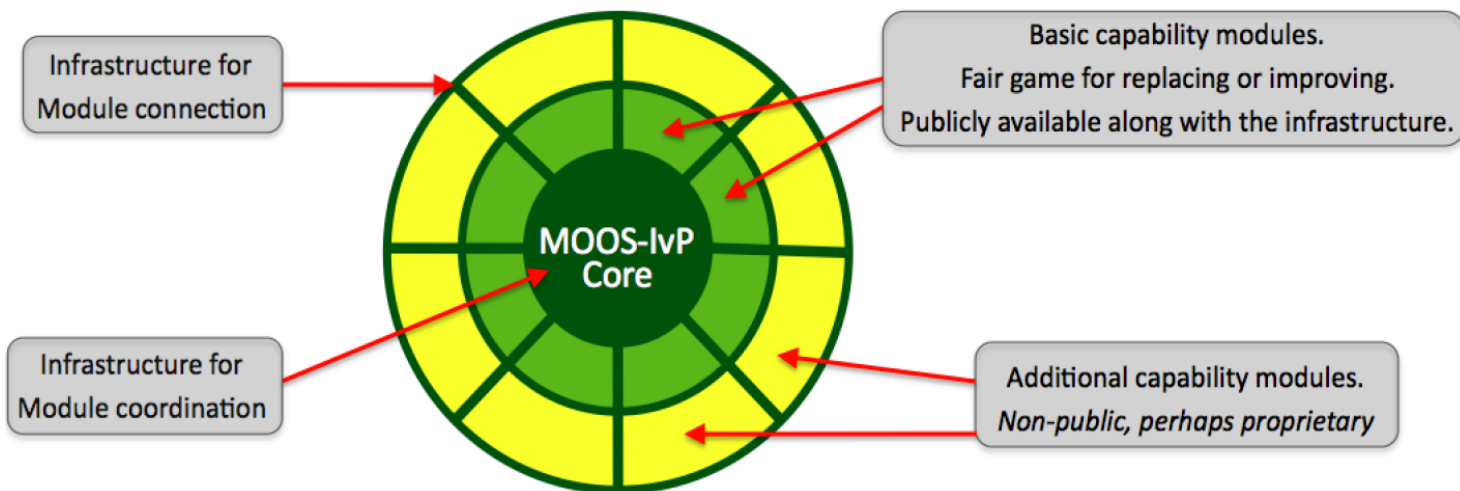 Infrastructure for
Module connection
Basic capability modules.
Fair game for replacing or improving.
Publicly available along with the infrastructure.
MOOS-IvP
Core
Infrastructure for
Module coordination
Additional capability modules.
Non-public, perhaps proprietary